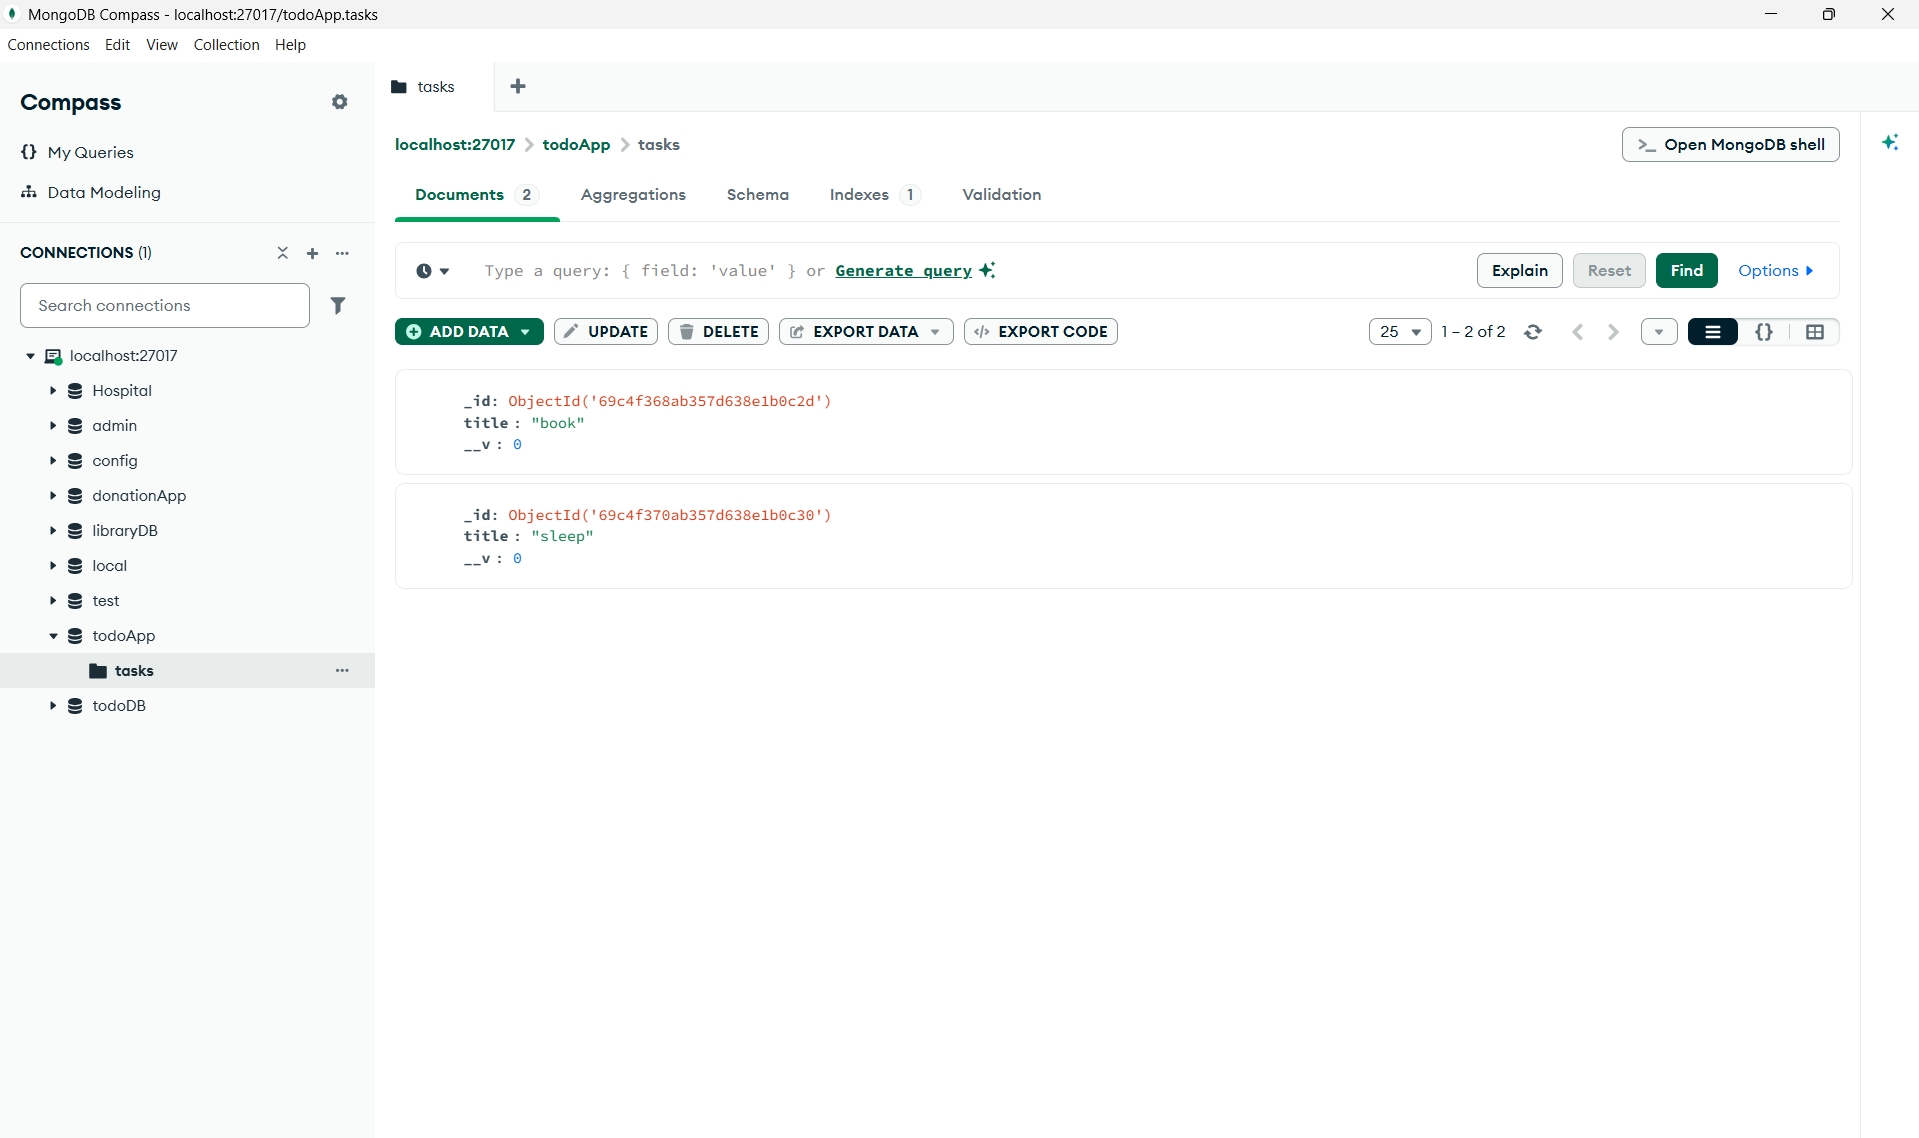 MongoDB Compass - localhost:27017/todoApp.tasks
Connections Edit View Collection Help
Compass
{} My Queries
Data Modeling
CONNECTIONS (1)
Search connections
localhost:27017
Hospital
admin
config
donationApp
libraryDB
local
test
todoApp
tasks
todoDB
tasks
localhost:27017 todoApp tasks
>_ Open MongoDB shell
Documents 2 Aggregations Schema Indexes 1 Validation
Type a query: { field: 'value' } or Generate query
Explain Reset Find Options
ADD DATA UPDATE DELETE EXPORT DATA </> EXPORT CODE
25 1 – 2 of 2 {}
_id: ObjectId('69c4f368ab357d638e1b0c2d')
title : "book"
__v : 0
_id: ObjectId('69c4f370ab357d638e1b0c30')
title : "sleep"
__v : 0